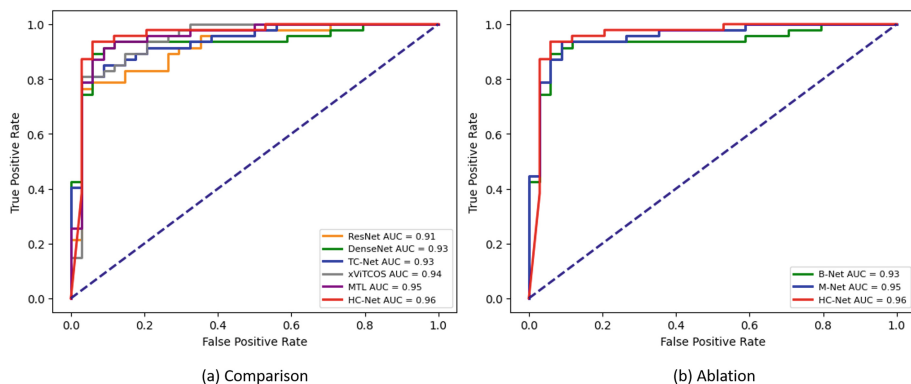 True Positive Rate
1.0
0.8
0.6
0.4
0.2
0.0
ResNet AUC = 0.91
DenseNet AUC = 0.93
TC-Net AUC = 0.93
xViTCOS AUC = 0.94
MTL AUC = 0.95
HC-Net AUC = 0.96
0.0 0.2 0.4 0.6 0.8 1.0
False Positive Rate
(a) Comparison
True Positive Rate
1.0
0.8
0.6
0.4
0.2
0.0
B-Net AUC = 0.93
M-Net AUC = 0.95
HC-Net AUC = 0.96
0.0 0.2 0.4 0.6 0.8 1.0
False Positive Rate
(b) Ablation